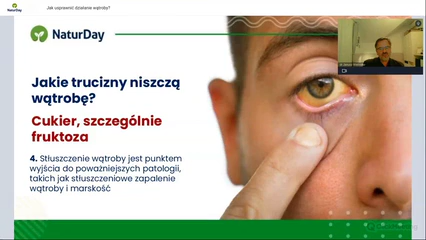 NaturDay
Jak usprawnić działanie wątroby?
NaturDay
Jakie trucizny niszczą
wątrobę?
Cukier, szczególnie
fruktoza
4. Stłuszczenie wątroby jest punktem
wyjścia do poważniejszych patologii,
takich jak stłuszczeniowe zapalenie
wątroby i marskość